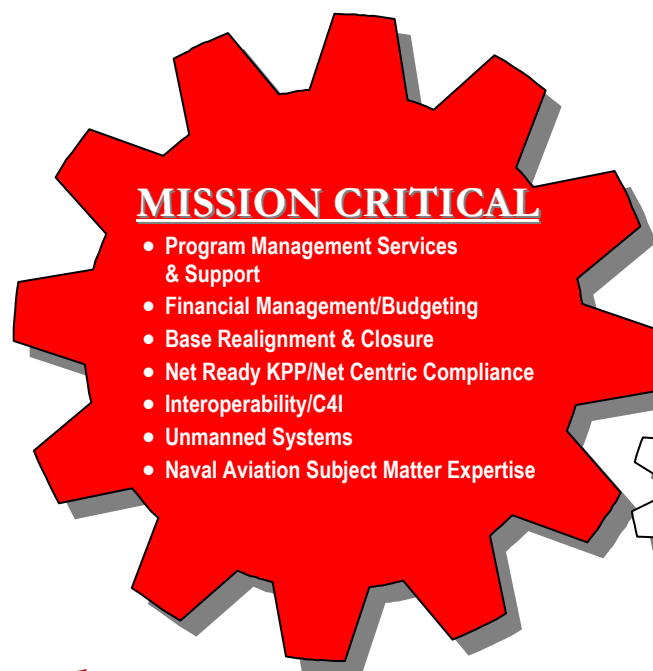 MISSION CRITICAL
• Program Management Services
& Support
• Financial Management/Budgeting
• Base Realignment & Closure
• Net Ready KPP/Net Centric Compliance
• Interoperability/C4I
• Unmanned Systems
• Naval Aviation Subject Matter Expertise